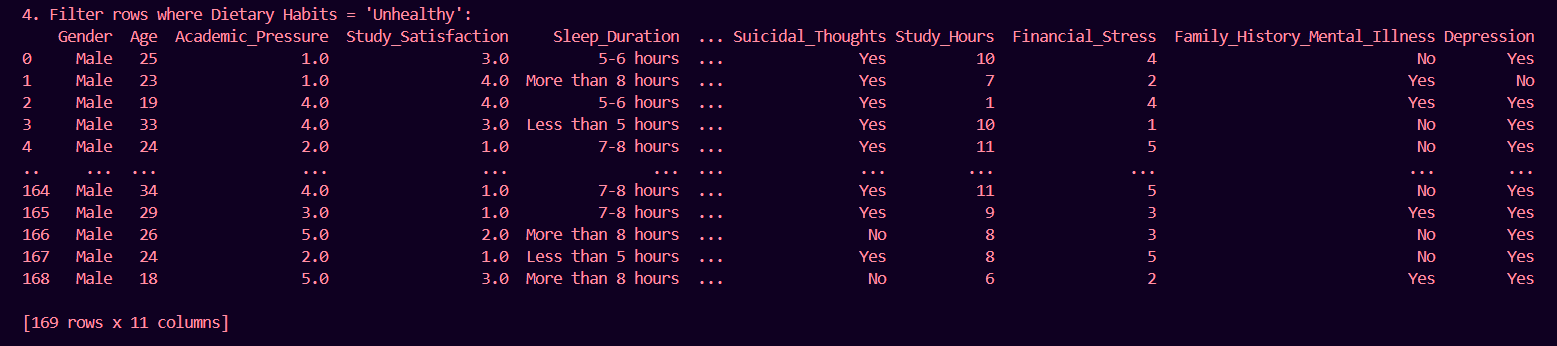 4. Filter rows where Dietary Habits = 'Unhealthy':
    Gender  Age  Academic_Pressure  Study_Satisfaction     Sleep_Duration  ... Suicidal_Thoughts Study_Hours  Financial_Stress  Family_History_Mental_Illness Depression
0     Male   25                1.0                 3.0          5-6 hours  ...               Yes          10                 4                             No        Yes
1     Male   23                1.0                 4.0  More than 8 hours  ...               Yes           7                 2                            Yes         No
2     Male   19                4.0                 4.0          5-6 hours  ...               Yes           1                 4                            Yes        Yes
3     Male   33                4.0                 3.0  Less than 5 hours  ...               Yes          10                 1                             No        Yes
4     Male   24                2.0                 1.0          7-8 hours  ...               Yes          11                 5                             No        Yes
..     ...  ...                ...                 ...                ...  ...               ...         ...               ...                            ...        ...
164   Male   34                4.0                 1.0          7-8 hours  ...               Yes          11                 5                             No        Yes
165   Male   29                3.0                 1.0          7-8 hours  ...               Yes           9                 3                            Yes        Yes
166   Male   26                5.0                 2.0  More than 8 hours  ...                No           8                 3                             No        Yes
167   Male   24                2.0                 1.0  Less than 5 hours  ...               Yes           8                 5                             No        Yes
168   Male   18                5.0                 3.0  More than 8 hours  ...                No           6                 2                            Yes        Yes
[169 rows x 11 columns]